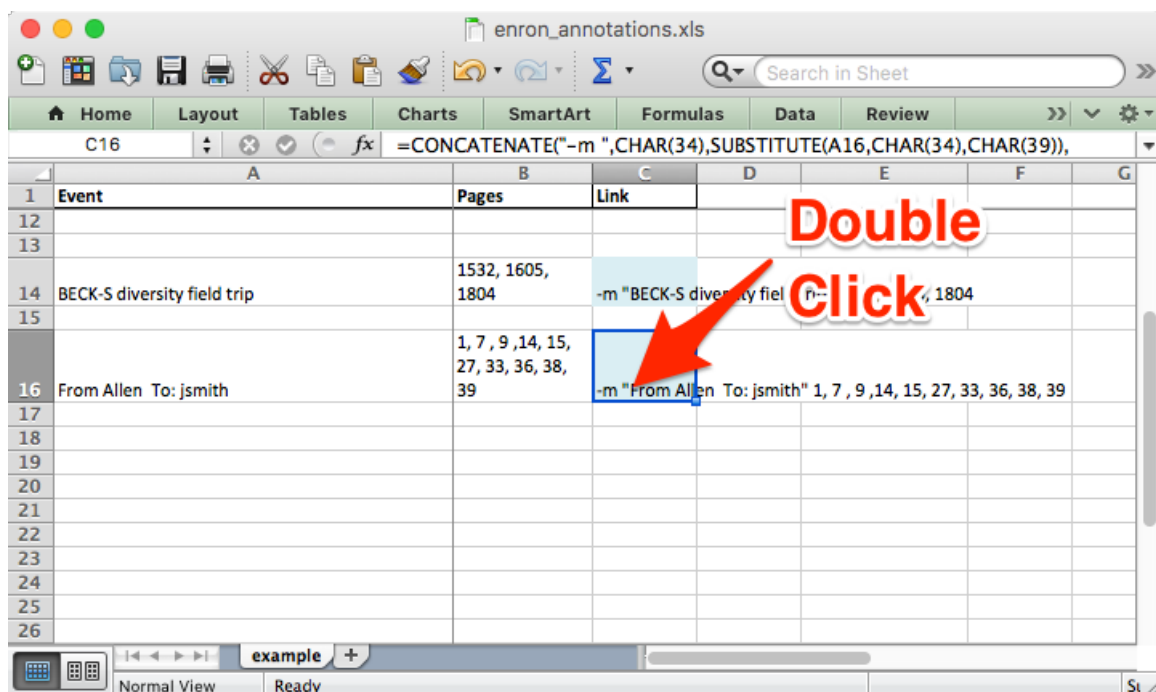 enron_annotations.xls
Search in Sheet
Home Layout Tables Charts SmartArt Formulas Data Review
C16 fx =CONCATENATE("-m ",CHAR(34),SUBSTITUTE(A16,CHAR(34),CHAR(39)),
A B C D E F G
1 Event Pages Link
12
13
Double
Click
1532, 1605,
14 BECK-S diversity field trip 1804 -m "BECK-S diversity fiel 1804
15
1, 7 , 9 ,14, 15,
27, 33, 36, 38,
16 From Allen  To: jsmith 39 -m "From Allen  To: jsmith" 1, 7 , 9 ,14, 15, 27, 33, 36, 38, 39
17
18
19
20
21
22
23
24
25
26
example +
Normal View Ready